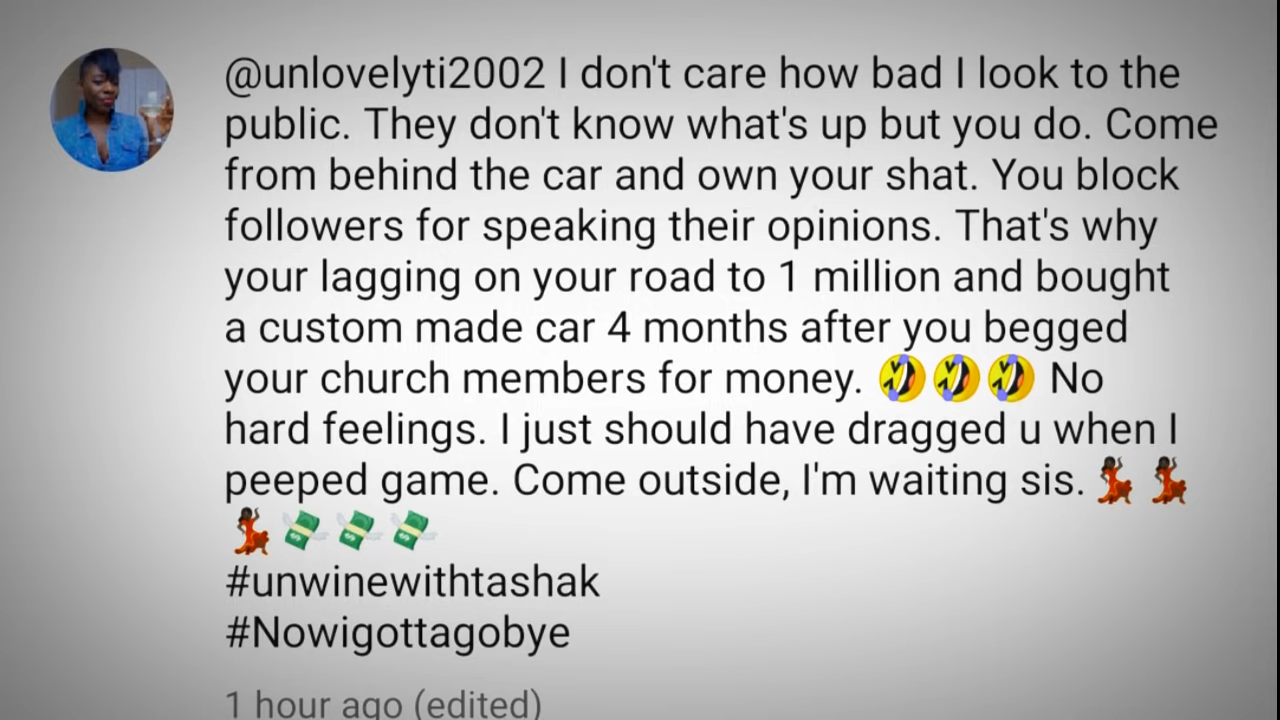 @unlovelyti2002 I don't care how bad I look to the
public. They don't know what's up but you do. Come
from behind the car and own your shat. You block
followers for speaking their opinions. That's why
your lagging on your road to 1 million and bought
a custom made car 4 months after you begged
your church members for money. 🤣🤣🤣 No
hard feelings. I just should have dragged u when I
peeped game. Come outside, I'm waiting sis. 💃🏿💃🏿
💃🏿💸💸💸
#unwinewithtashak
#Nowigottagobye
1 hour ago (edited)